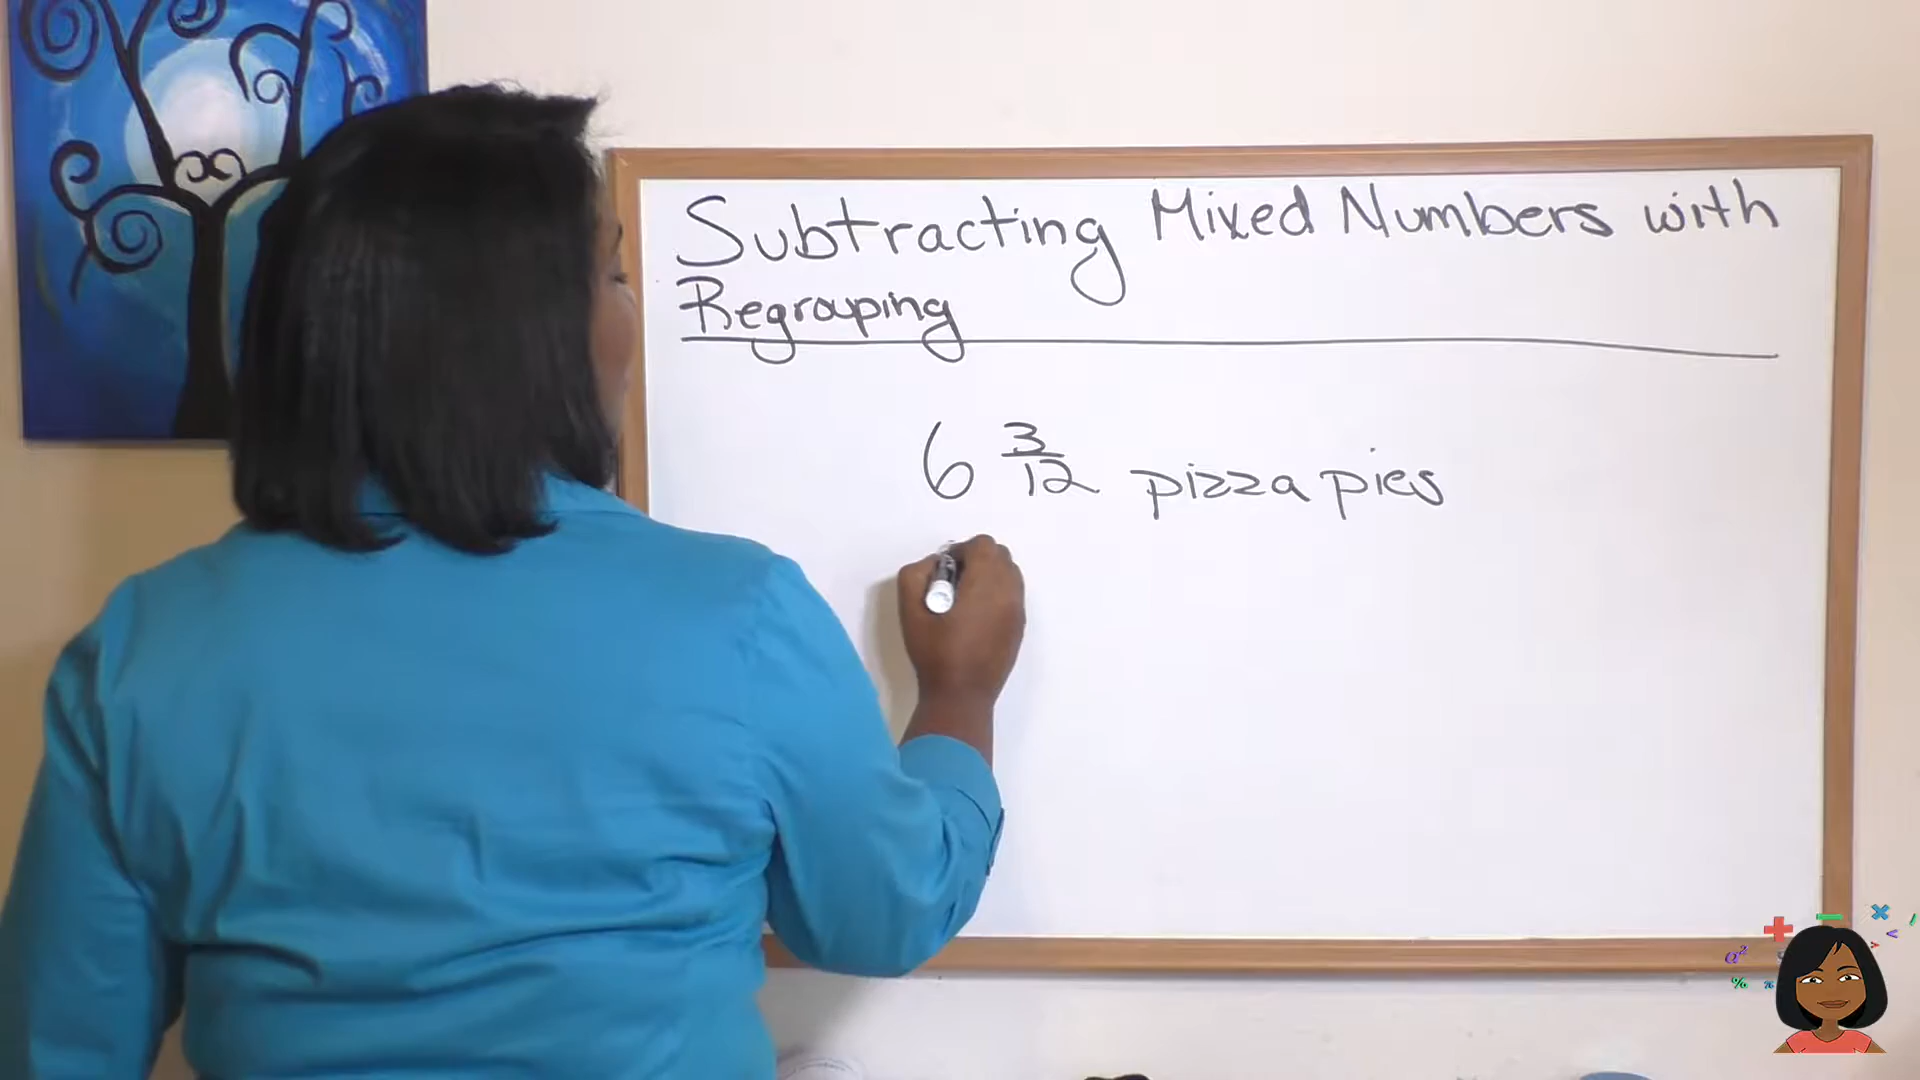 Subtracting Mixed Numbers with
Regrouping
6 3/12 pizza pies